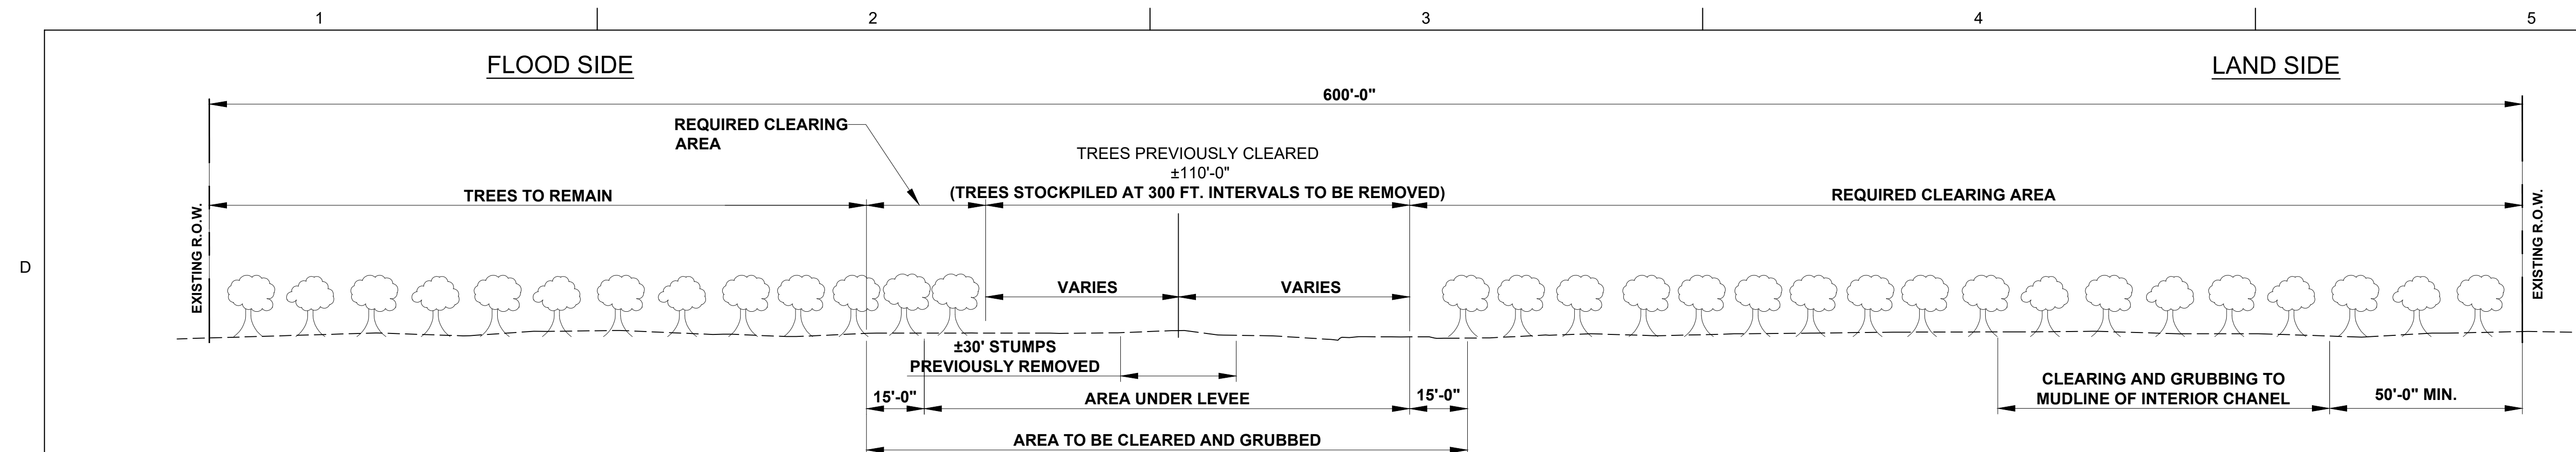 1 2 3 4 5
FLOOD SIDE
LAND SIDE
600'-0"
REQUIRED CLEARING
AREA
TREES PREVIOUSLY CLEARED
±110'-0"
(TREES STOCKPILED AT 300 FT. INTERVALS TO BE REMOVED)
TREES TO REMAIN
REQUIRED CLEARING AREA
EXISTING R.O.W.
EXISTING R.O.W.
D
VARIES
VARIES
±30' STUMPS
PREVIOUSLY REMOVED
15'-0"
AREA UNDER LEVEE
15'-0"
CLEARING AND GRUBBING TO
MUDLINE OF INTERIOR CHANEL
50'-0" MIN.
AREA TO BE CLEARED AND GRUBBED